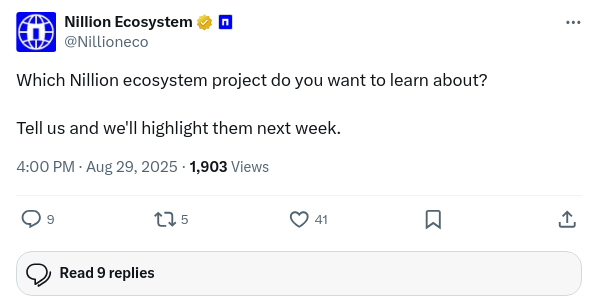 Nillion Ecosystem
@Nillioneco
Which Nillion ecosystem project do you want to learn about?
Tell us and we'll highlight them next week.
4:00 PM · Aug 29, 2025 · 1,903 Views
9 5 41
Read 9 replies